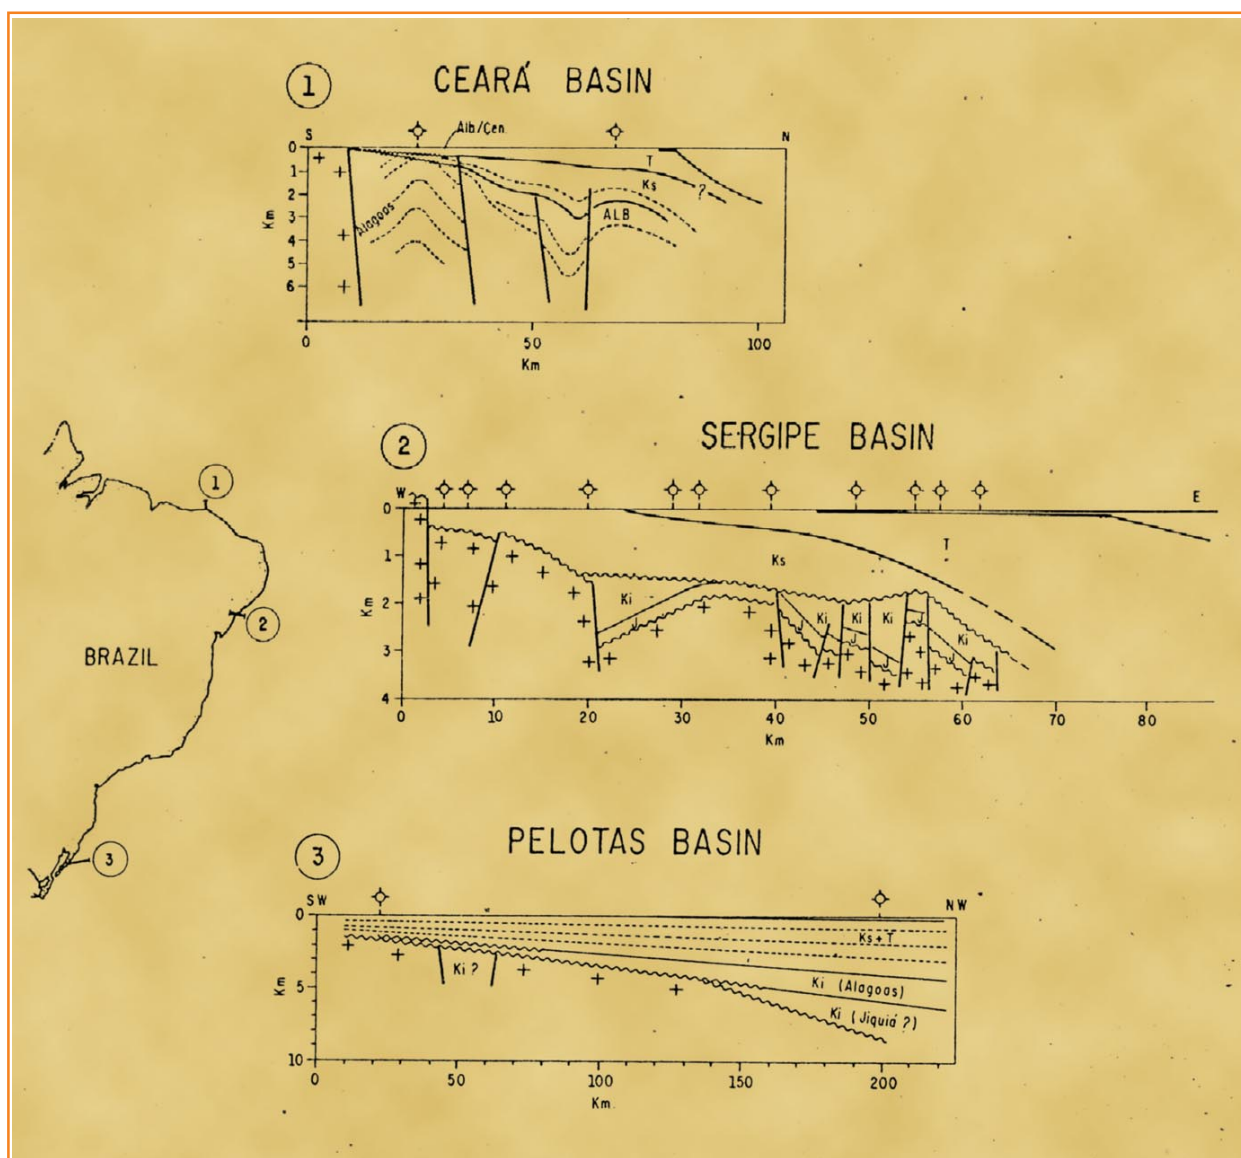 1 CEARÁ BASIN
S Alb/Cen. N
0
1
2
3
4
5
6
Km
+ + + +
Alagoas
T
Ks
?
ALB
0 50 100
Km
2 SERGIPE BASIN
W E
0
1
2
3
4
Km
Ks T
Ki Ki Ki Ki Ki
J J J J J J
0 10 20 30 40 50 60 70 80
Km
1
2
BRAZIL
3
3 PELOTAS BASIN
SW NW
0
5
10
Km
Ks + T
Ki ?
Ki (Alagoas)
Ki (Jiquiá ?)
0 50 100 150 200
Km.